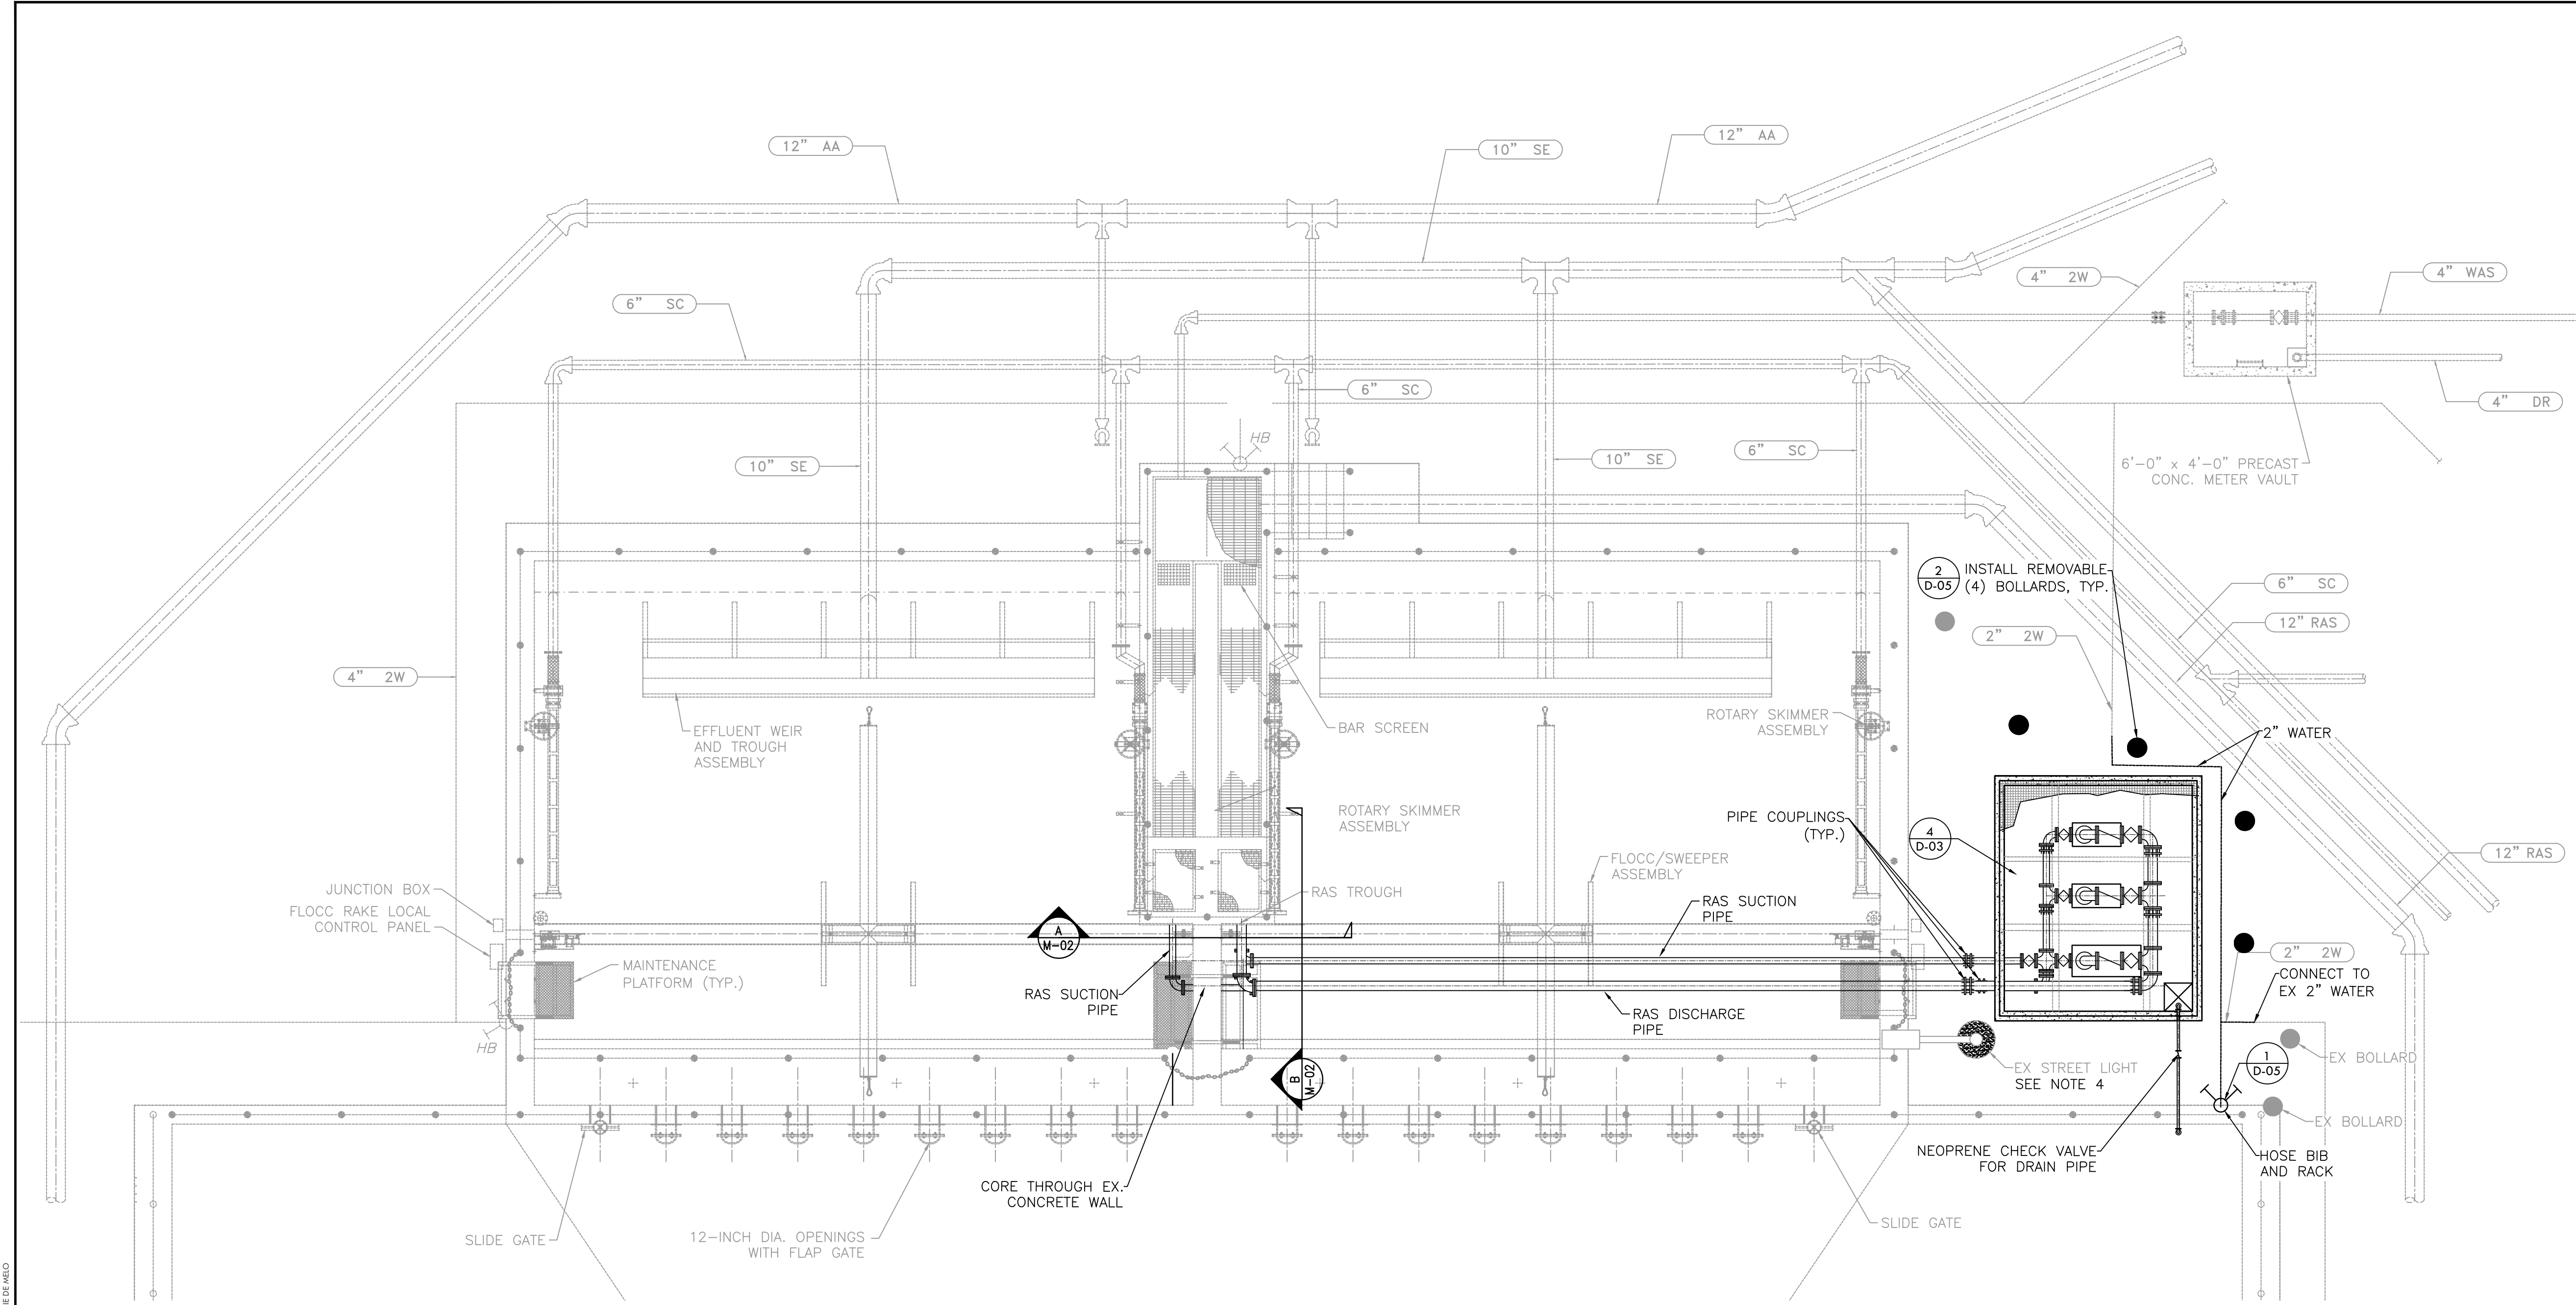 12" AA
12" AA
10" SE
4" 2W
4" WAS
6" SC
6" SC
4" DR
HB
10" SE
10" SE
6" SC
6'-0" x 4'-0" PRECAST
CONC. METER VAULT
2
D-05
INSTALL REMOVABLE
(4) BOLLARDS, TYP.
6" SC
12" RAS
2" 2W
4" 2W
EFFLUENT WEIR
AND TROUGH
ASSEMBLY
BAR SCREEN
ROTARY SKIMMER
ASSEMBLY
2" WATER
ROTARY SKIMMER
ASSEMBLY
PIPE COUPLINGS
(TYP.)
4
D-03
FLOCC/SWEEPER
ASSEMBLY
12" RAS
JUNCTION BOX
FLOCC RAKE LOCAL
CONTROL PANEL
RAS TROUGH
RAS SUCTION
PIPE
A
M-02
2" 2W
MAINTENANCE
PLATFORM (TYP.)
CONNECT TO
EX 2" WATER
RAS SUCTION
PIPE
RAS DISCHARGE
PIPE
HB
EX BOLLARD
EX STREET LIGHT
SEE NOTE 4
1
D-05
B
M-02
EX BOLLARD
NEOPRENE CHECK VALVE
FOR DRAIN PIPE
HOSE BIB
AND RACK
CORE THROUGH EX.
CONCRETE WALL
SLIDE GATE
12-INCH DIA. OPENINGS
WITH FLAP GATE
SLIDE GATE
IE DE MELO